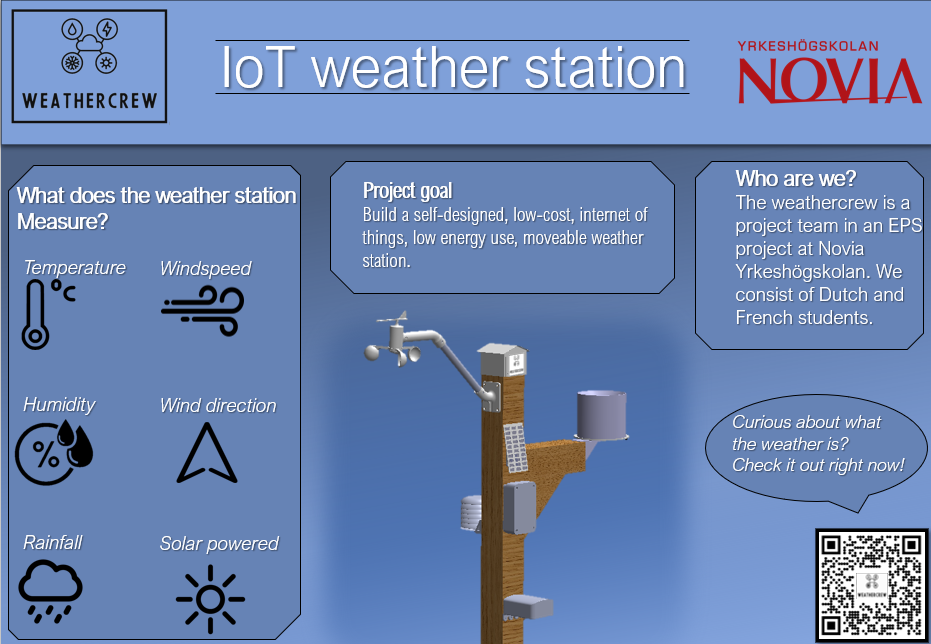 WEATHERCREW
IoT weather station
YRKESHÖGSKOLAN
NOVIA
What does the weather station
Measure?
Temperature
°c
Windspeed
Humidity
%
Wind direction
Rainfall
Solar powered
Project goal
Build a self-designed, low-cost, internet of
things, low energy use, moveable weather
station.
Who are we?
The weathercrew is a
project team in an EPS
project at Novia
Yrkeshögskolan. We
consist of Dutch and
French students.
Curious about what
the weather is?
Check it out right now!
WEATHERCREW